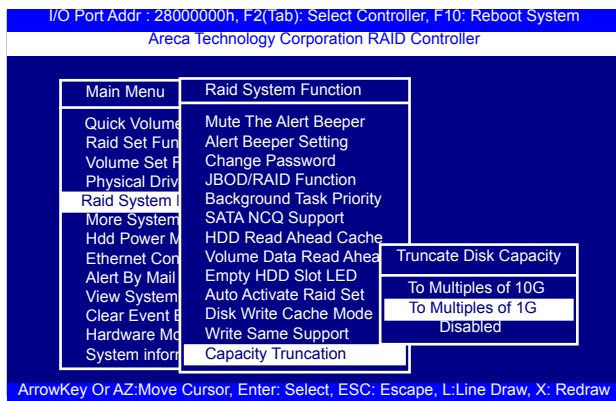 I/O Port Addr : 28000000h, F2(Tab): Select Controller, F10: Reboot System
Areca Technology Corporation RAID Controller
Main Menu
Quick Volume
Raid Set Fun
Volume Set F
Physical Driv
Raid System
More System
Hdd Power M
Ethernet Con
Alert By Mail
View System
Clear Event
Hardware Mo
System inforr
Raid System Function
Mute The Alert Beeper
Alert Beeper Setting
Change Password
JBOD/RAID Function
Background Task Priority
SATA NCQ Support
HDD Read Ahead Cache
Volume Data Read Ahea
Empty HDD Slot LED
Auto Activate Raid Set
Disk Write Cache Mode
Write Same Support
Capacity Truncation
Truncate Disk Capacity
To Multiples of 10G
To Multiples of 1G
Disabled
ArrowKey Or AZ:Move Cursor, Enter: Select, ESC: Escape, L:Line Draw, X: Redraw